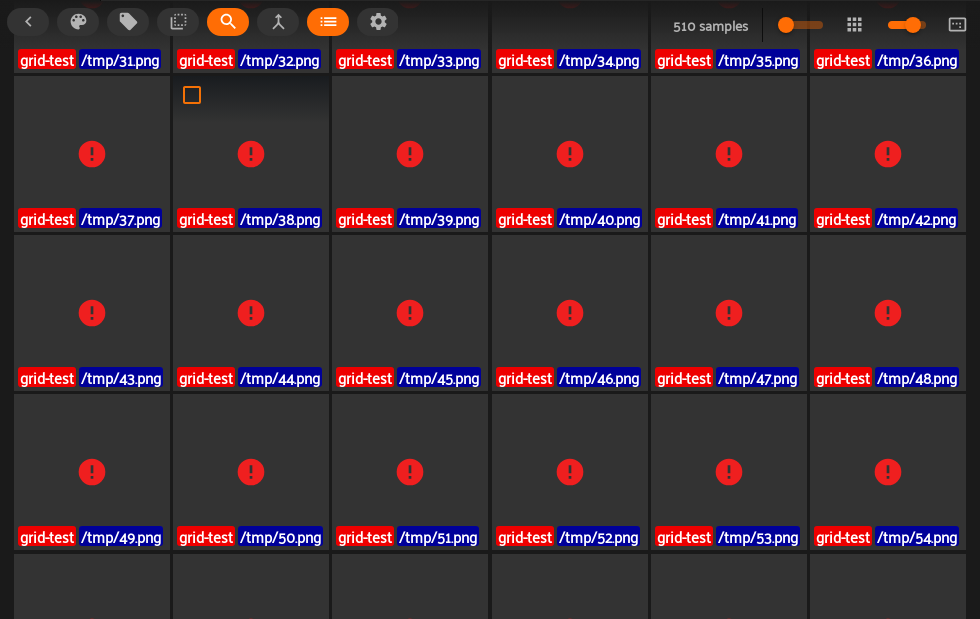 510 samples
grid-test /tmp/31.png grid-test /tmp/32.png grid-test /tmp/33.png grid-test /tmp/34.png grid-test /tmp/35.png grid-test /tmp/36.png
grid-test /tmp/37.png grid-test /tmp/38.png grid-test /tmp/39.png grid-test /tmp/40.png grid-test /tmp/41.png grid-test /tmp/42.png
grid-test /tmp/43.png grid-test /tmp/44.png grid-test /tmp/45.png grid-test /tmp/46.png grid-test /tmp/47.png grid-test /tmp/48.png
grid-test /tmp/49.png grid-test /tmp/50.png grid-test /tmp/51.png grid-test /tmp/52.png grid-test /tmp/53.png grid-test /tmp/54.png